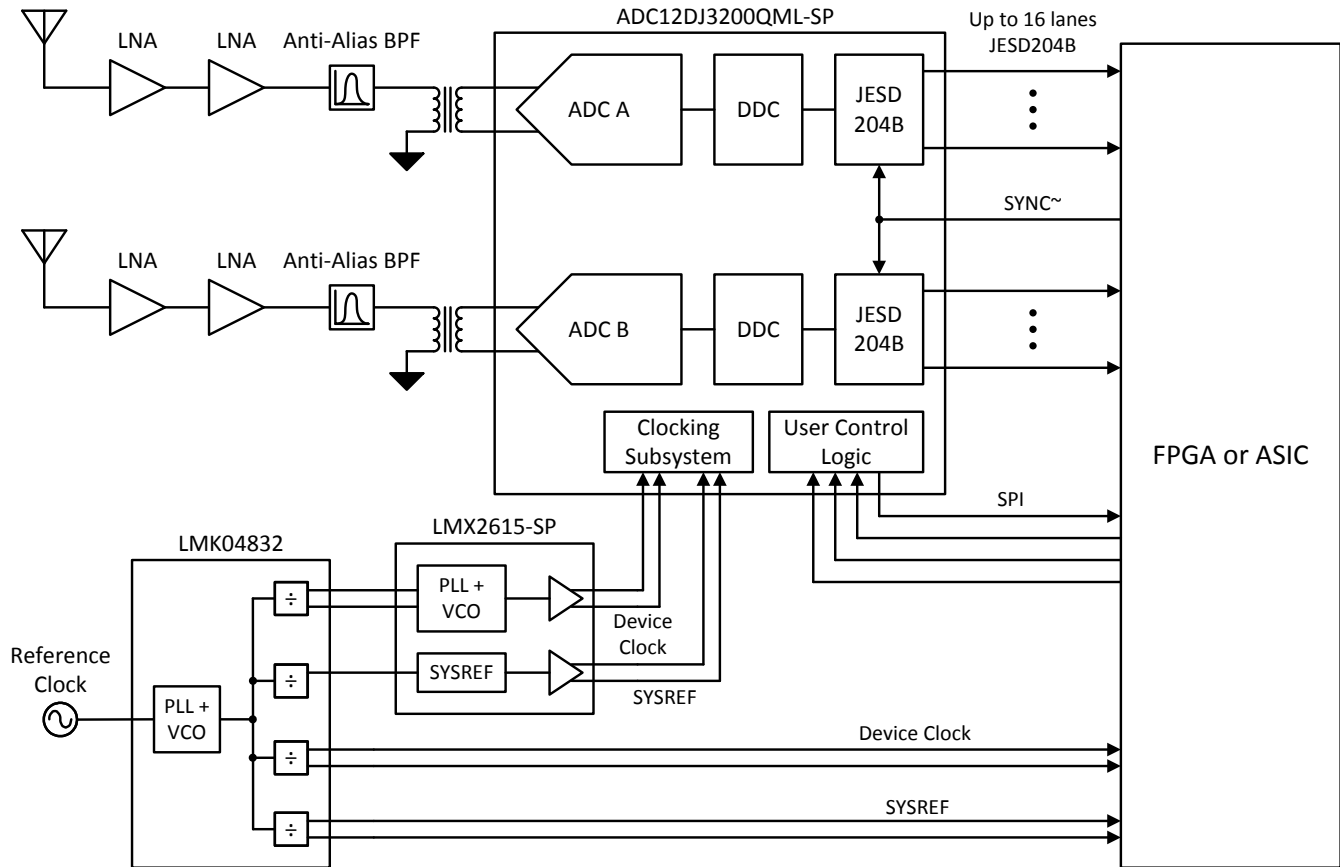 ADC12DJ3200QML-SP
Up to 16 lanes
JESD204B
LNA
LNA
Anti-Alias BPF
ADC A
DDC
JESD
204B
SYNC~
LNA
LNA
Anti-Alias BPF
ADC B
DDC
JESD
204B
Clocking
Subsystem
User Control
Logic
FPGA or ASIC
SPI
LMX2615-SP
LMK04832
÷
PLL +
VCO
Device
Clock
Reference
Clock
÷
SYSREF
SYSREF
PLL +
VCO
÷
Device Clock
÷
SYSREF